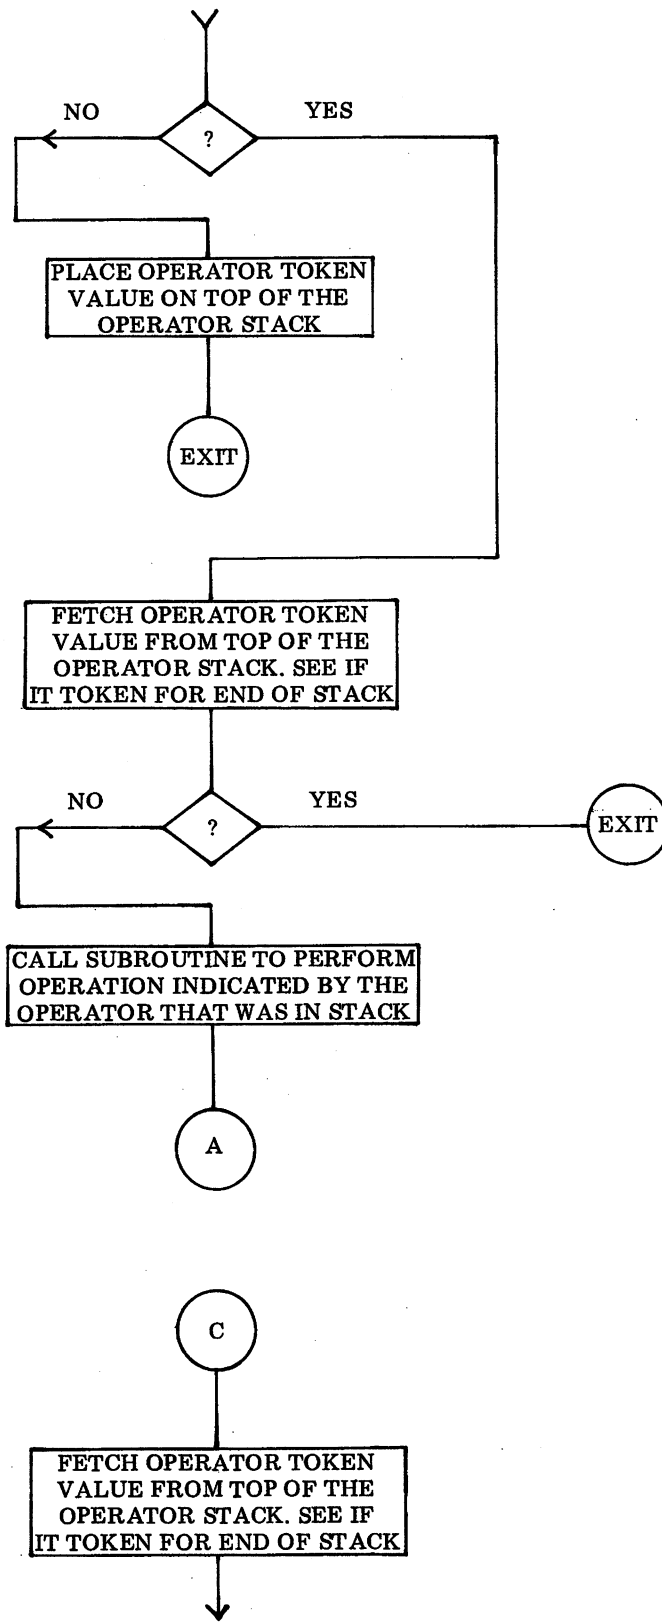 NO YES
?
PLACE OPERATOR TOKEN
VALUE ON TOP OF THE
OPERATOR STACK
EXIT
FETCH OPERATOR TOKEN
VALUE FROM TOP OF THE
OPERATOR STACK. SEE IF
IT TOKEN FOR END OF STACK
NO YES
?
EXIT
CALL SUBROUTINE TO PERFORM
OPERATION INDICATED BY THE
OPERATOR THAT WAS IN STACK
A
C
FETCH OPERATOR TOKEN
VALUE FROM TOP OF THE
OPERATOR STACK. SEE IF
IT TOKEN FOR END OF STACK